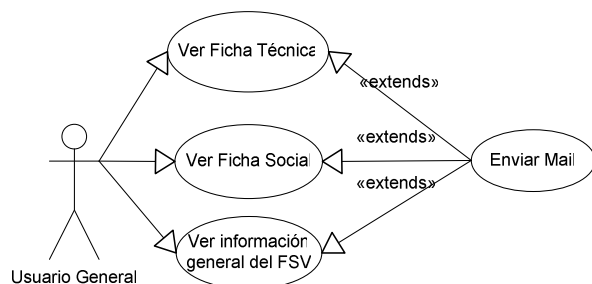 Ver Ficha Técnica
«extends»
Ver Ficha Social
«extends»
Enviar Mail
«extends»
Ver información
general del FSV
Usuario General